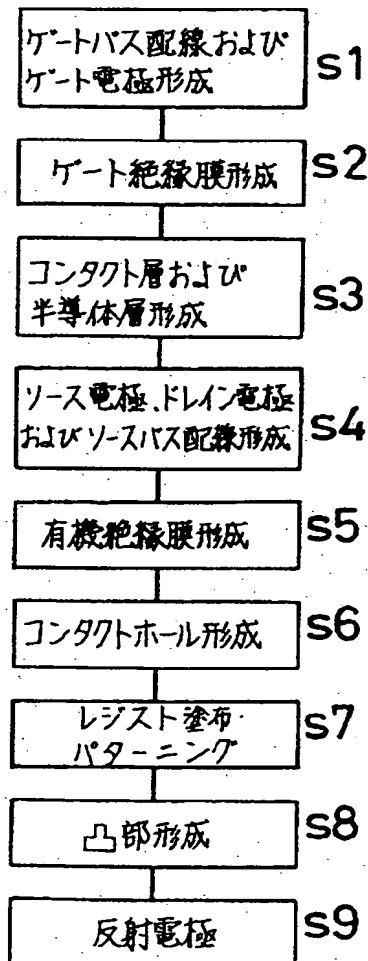 ゲートバス配線および
ゲート電極形成
s1
ゲート絶縁膜形成
s2
コンタクト層および
半導体層形成
s3
ソース電極、ドレイン電極
およびソースバス配線形成
s4
有機絶縁膜形成
s5
コンタクトホール形成
s6
レジスト塗布・
パターニング
s7
凸部形成
s8
反射電極
s9